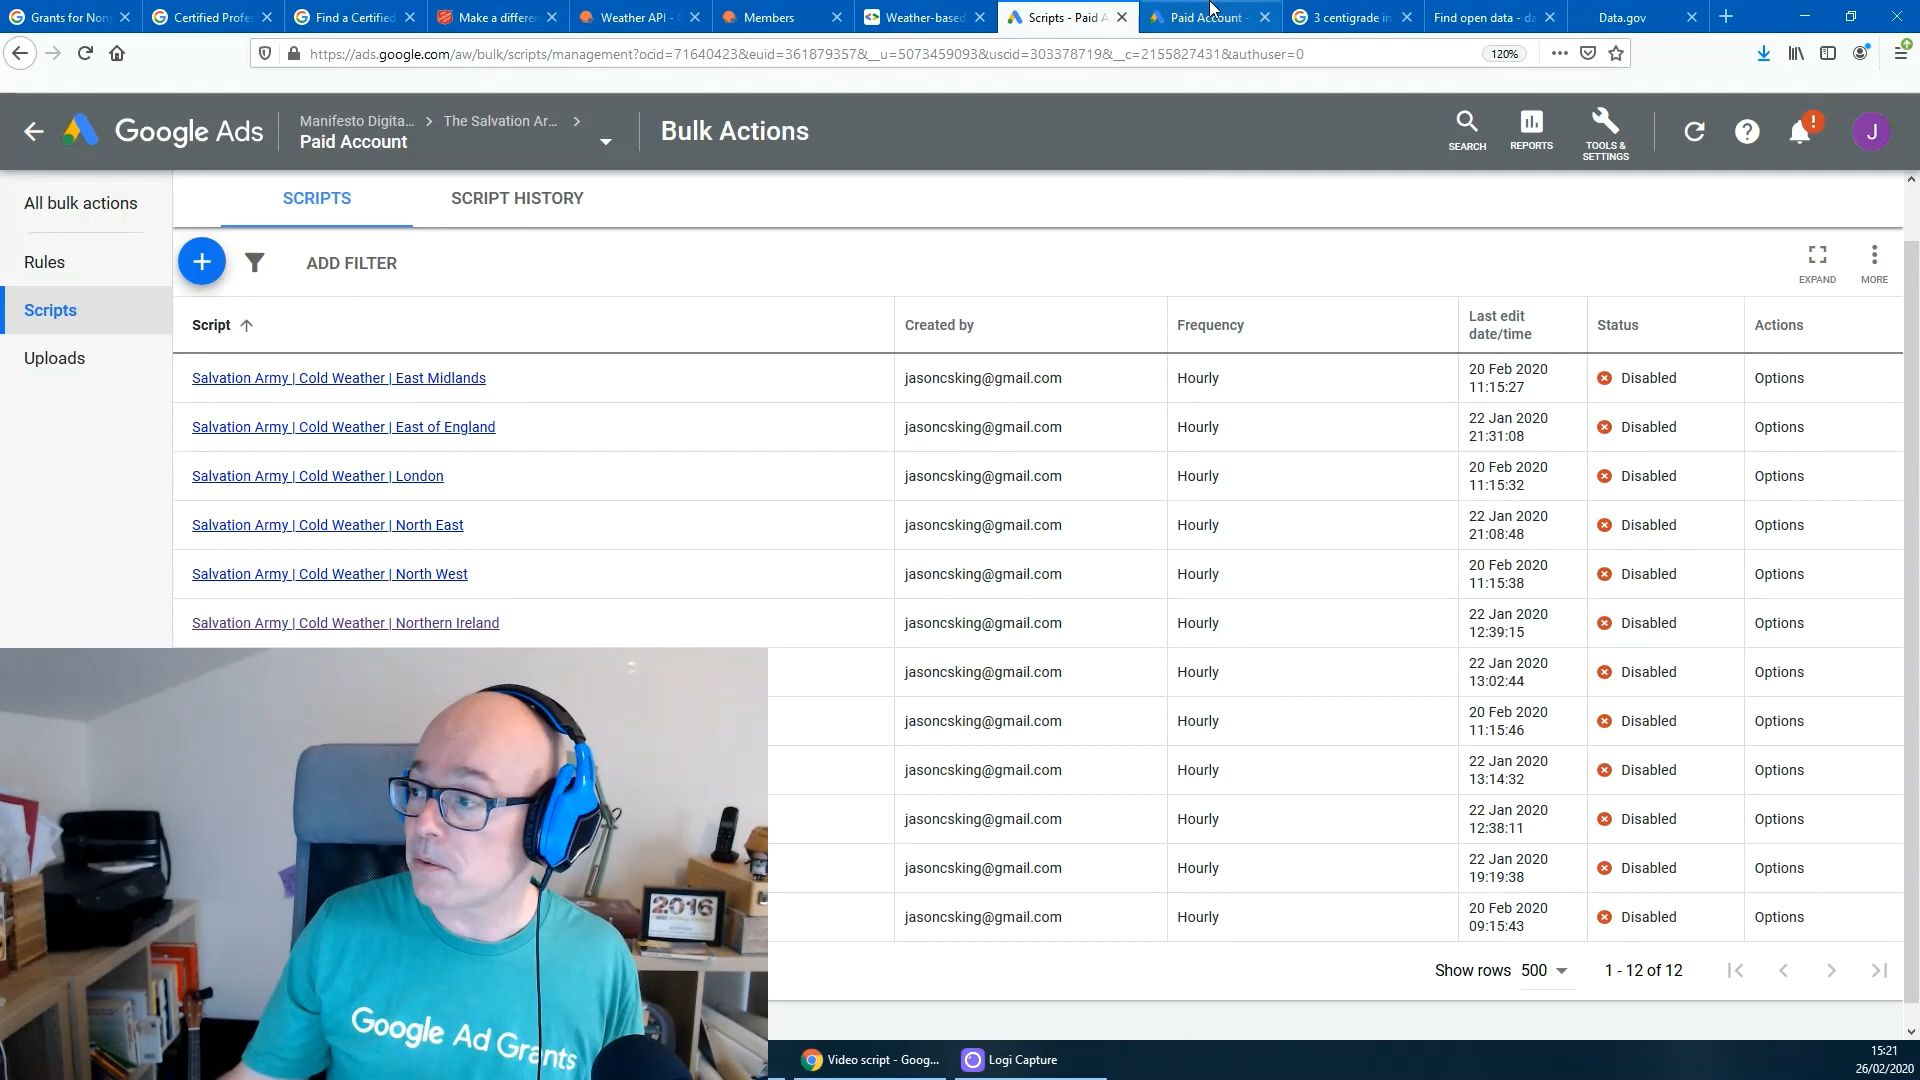 Grants for Nonp
Certified Profes
Find a Certified
Make a differen
Weather API - C
Members
Weather-based
Scripts - Paid A
Paid Account -
3 centigrade in
Find open data - da
Data.gov
https://ads.google.com/aw/bulk/scripts/management?ocid=71640423&euid=361879357&__u=5073459093&uscid=303378719&__c=2155827431&authuser=0
120%
Google Ads
Manifesto Digita... > The Salvation Ar... >
Paid Account
Bulk Actions
SEARCH
REPORTS
TOOLS &
SETTINGS
!
J
All bulk actions
Rules
Scripts
Uploads
SCRIPTS
SCRIPT HISTORY
ADD FILTER
EXPAND
MORE
Script
Created by
Frequency
Last edit
date/time
Status
Actions
Salvation Army | Cold Weather | East Midlands
jasoncsking@gmail.com
Hourly
20 Feb 2020
11:15:27
Disabled
Options
Salvation Army | Cold Weather | East of England
jasoncsking@gmail.com
Hourly
22 Jan 2020
21:31:08
Disabled
Options
Salvation Army | Cold Weather | London
jasoncsking@gmail.com
Hourly
20 Feb 2020
11:15:32
Disabled
Options
Salvation Army | Cold Weather | North East
jasoncsking@gmail.com
Hourly
22 Jan 2020
21:08:48
Disabled
Options
Salvation Army | Cold Weather | North West
jasoncsking@gmail.com
Hourly
20 Feb 2020
11:15:38
Disabled
Options
Salvation Army | Cold Weather | Northern Ireland
jasoncsking@gmail.com
Hourly
22 Jan 2020
12:39:15
Disabled
Options
jasoncsking@gmail.com
Hourly
22 Jan 2020
13:02:44
Disabled
Options
jasoncsking@gmail.com
Hourly
20 Feb 2020
11:15:46
Disabled
Options
jasoncsking@gmail.com
Hourly
22 Jan 2020
13:14:32
Disabled
Options
jasoncsking@gmail.com
Hourly
22 Jan 2020
12:38:11
Disabled
Options
jasoncsking@gmail.com
Hourly
22 Jan 2020
19:19:38
Disabled
Options
jasoncsking@gmail.com
Hourly
20 Feb 2020
09:15:43
Disabled
Options
Show rows 500
1 - 12 of 12
2016
Google Ad Grants
Video script - Goog...
Logi Capture
15:21
26/02/2020